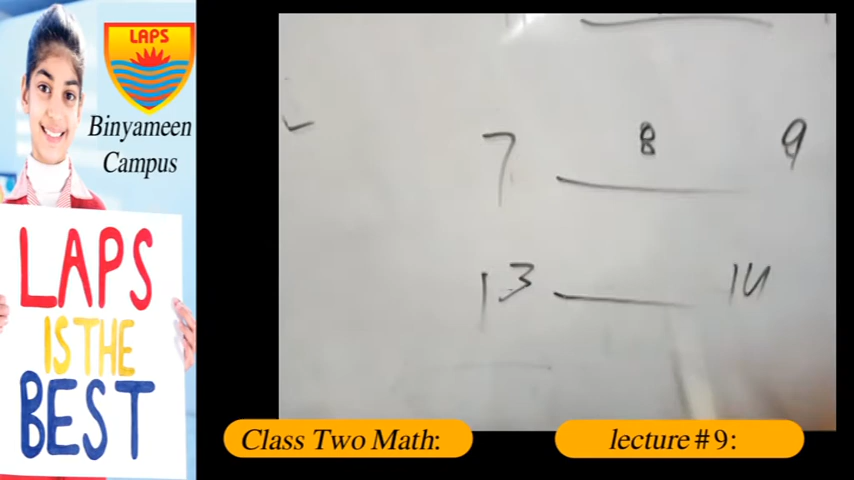 LAPS
Binyameen
Campus
LAPS
IS THE
BEST
7 8 9
13 14
Class Two Math:
lecture # 9: